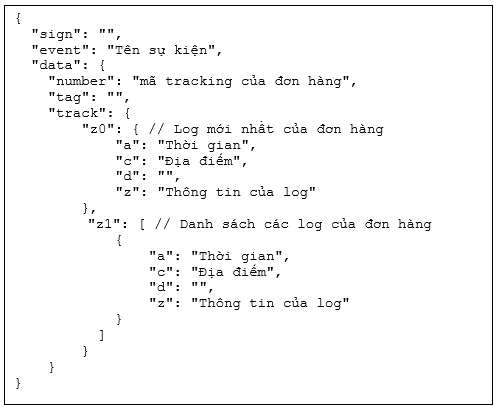 {
  "sign": "",
  "event": "Tên sự kiện",
  "data": {
    "number": "mã tracking của đơn hàng",
    "tag": "",
    "track": {
        "z0": { // Log mới nhất của đơn hàng
            "a": "Thời gian",
            "c": "Địa điểm",
            "d": "",
            "z": "Thông tin của log"
        },
         "z1": [ // Danh sách các log của đơn hàng
            {
                "a": "Thời gian",
                "c": "Địa điểm",
                "d": "",
                "z": "Thông tin của log"
            }
          ]
        }
    }
}